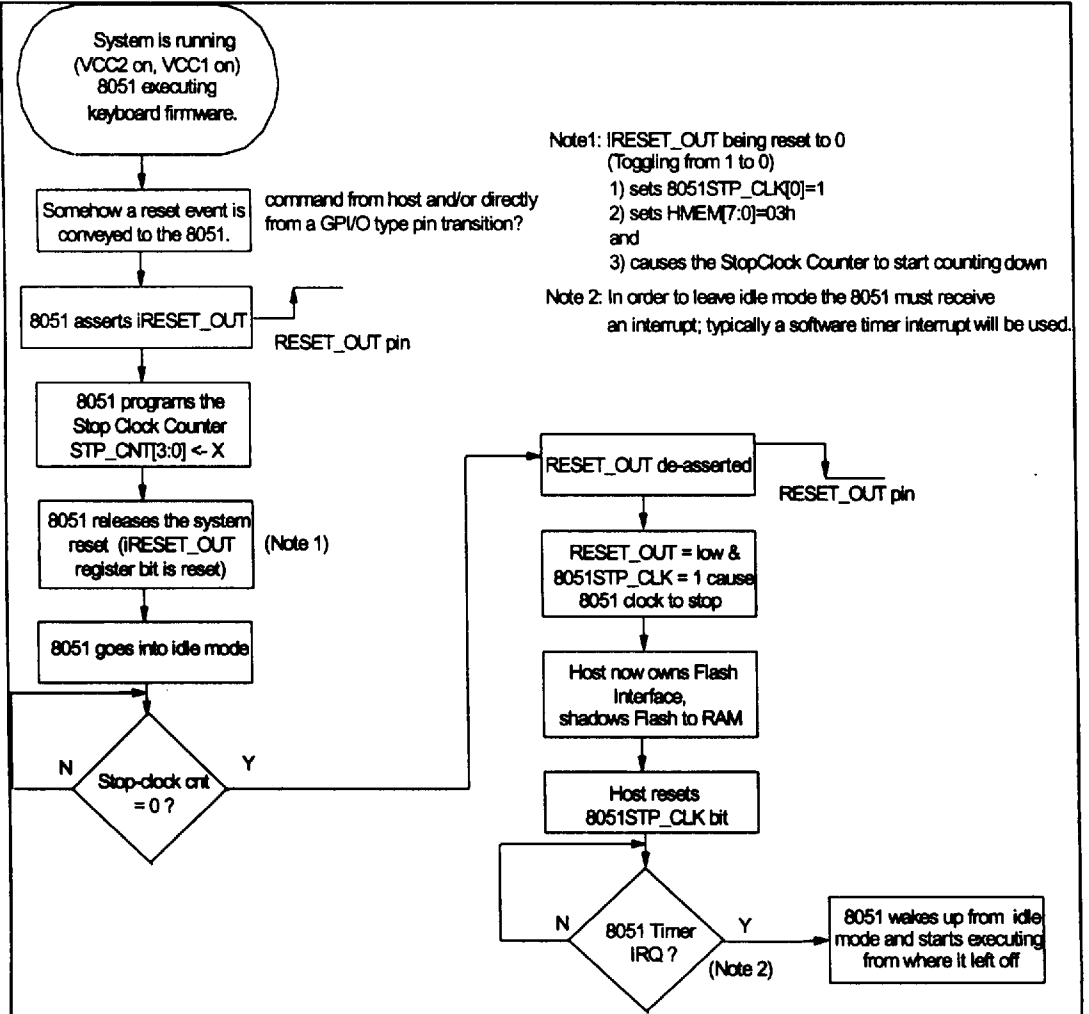 System is running
(VCC2 on, VCC1 on)
8051 executing
keyboard firmware.
Somehow a reset event is
conveyed to the 8051.
command from host and/or directly
from a GPI/O type pin transition?
8051 asserts iRESET_OUT
RESET_OUT pin
8051 programs the
Stop Clock Counter
STP_CNT[3:0] <- X
8051 releases the system
reset (iRESET_OUT
register bit is reset)
(Note 1)
8051 goes into idle mode
Stop-clock cnt
= 0 ?
N
Y
Note1: IRESET_OUT being reset to 0
(Toggling from 1 to 0)
1) sets 8051STP_CLK[0]=1
2) sets HMEM[7:0]=03h
and
3) causes the StopClock Counter to start counting down
Note 2: In order to leave idle mode the 8051 must receive
an interrupt; typically a software timer interrupt will be used.
RESET_OUT de-asserted
RESET_OUT pin
RESET_OUT = low &
8051STP_CLK = 1 cause
8051 clock to stop
Host now owns Flash
Interface,
shadows Flash to RAM
Host resets
8051STP_CLK bit
8051 Timer
IRQ ?
N
Y
(Note 2)
8051 wakes up from idle
mode and starts executing
from where it left off